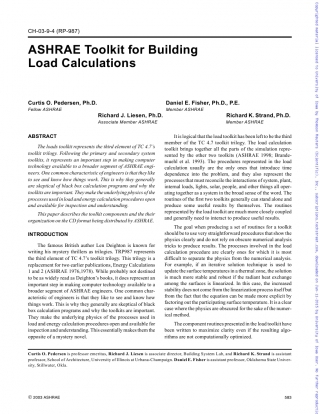 CH-03-9-4 (RP-987)
ASHRAE Toolkit for Building
Load Calculations
Curtis O. Pedersen, Ph.D.
Fellow ASHRAE
Daniel E. Fisher, Ph.D., P.E.
Member ASHRAE
Richard J. Liesen, Ph.D.
Associate Member ASHRAE
Richard K. Strand, Ph.D.
Member ASHRAE
ABSTRACT
The loads toolkit represents the third element of TC 4.7's
toolkit trilogy. Following the primary and secondary system
toolkits, it represents an important step in making computer
technology available to a broader segment of ASHRAE engi-
neers. One common characteristic of engineers is that they like
to see and know how things work. This is why they generally
are skeptical of black box calculation programs and why the
toolkits are important. They make the underlying physics of the
processes used in load and energy calculation procedures open
and available for inspection and understanding.
This paper describes the toolkit components and the their
organization on the CD format being distributed by ASHRAE.
INTRODUCTION
The famous British author Leo Deighton is known for
writing his mystery thrillers as trilogies. TRP987 represents
the third element of TC 4.7's toolkit trilogy. This trilogy is a
replacement for two earlier publications, Energy Calculations
1 and 2 (ASHRAE 1976,1978). While probably not destined
to be as widely read as Deighton's books, it does represent an
important step in making computer technology available to a
broader segment of ASHRAE engineers. One common char-
acteristic of engineers is that they like to see and know how
things work. This is why they generally are skeptical of black
box calculation programs and why the toolkits are important.
They make the underlying physics of the processes used in
load and energy calculation procedures open and available for
inspection and understanding. This essentially makes them the
opposite of a mystery novel.
It is logical that the load toolkit has been left to be the third
member of the TC 4.7 toolkit trilogy. The load calculation
toolkit brings together all the parts of the simulation repre-
sented by the other two toolkits (ASHRAE 1999, Brande-
muehl et al. 1993). The procedures represented in the load
calculation usually are the only ones that introduce time
dependence into the problem, and they also represent the
processes that must reconcile the interactions of system, plant,
internal loads, lights, solar, people, and other things all oper-
ating together as a system in the broad sense of the word. The
routines of the first two toolkits generally can stand alone and
produce some useful results by themselves. The routines
represented by the load toolkit are much more closely coupled
and generally need to interact to produce useful results.
The goal when producing a set of routines for a toolkit
should be to use very straightforward procedures that show the
physics clearly and do not rely on obscure numerical analysis
tricks to produce results. The processes involved in the load
calculation procedure are clearly ones for which it is most
difficult to separate the physics from the numerical analysis.
For example, if an iterative solution technique is used to
update the surface temperatures in a thermal zone, the solution
is much more stable and robust if the radiant heat exchange
among the surfaces is linearized. In this case, the increased
stability does not come from the linearization process itself but
from the fact that the equation can be made more explicit by
factoring out the participating surface temperature. It is a clear
case where the physics are obscured for the sake of the numer-
ical method.
The component routines presented in the load toolkit have
been written to maximize clarity even if the resulting algo-
rithms are not computationally optimized.
Curtis O. Pedersen is professor emeritus, Richard J. Liesen is associate director, Building System Lab, and Richard K. Strand is assistant
professor, School of Architecture, University of Illinois at Urbana-Champaign. Daniel E. Fisher is assistant professor, Oklahoma State Univer-
sity, Stillwater, Okla.
© 2003 ASHRAE
583